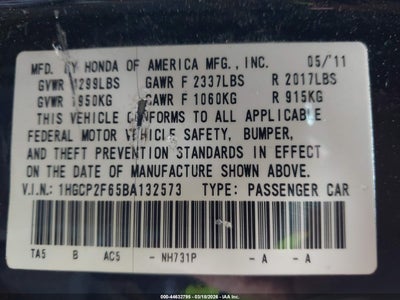 MFD. BY HONDA OF AMERICA MFG., INC. 05/11
GVWR 4299LBS GAWR F 2337LBS R 2017LBS
GVWR 1950KG GAWR F 1060KG R 915KG
THIS VEHICLE CONFORMS TO ALL APPLICABLE
FEDERAL MOTOR VEHICLE SAFETY, BUMPER,
AND THEFT PREVENTION STANDARDS IN EFFECT
ON THE DATE OF MANUFACTURE SHOWN ABOVE.
V.I.N.: 1HGCP2F65BA132573 TYPE: PASSENGER CAR
TA5 B AC5 - NH731P - A - A
000-44632795 - 03/18/2026 - IAAI.COM